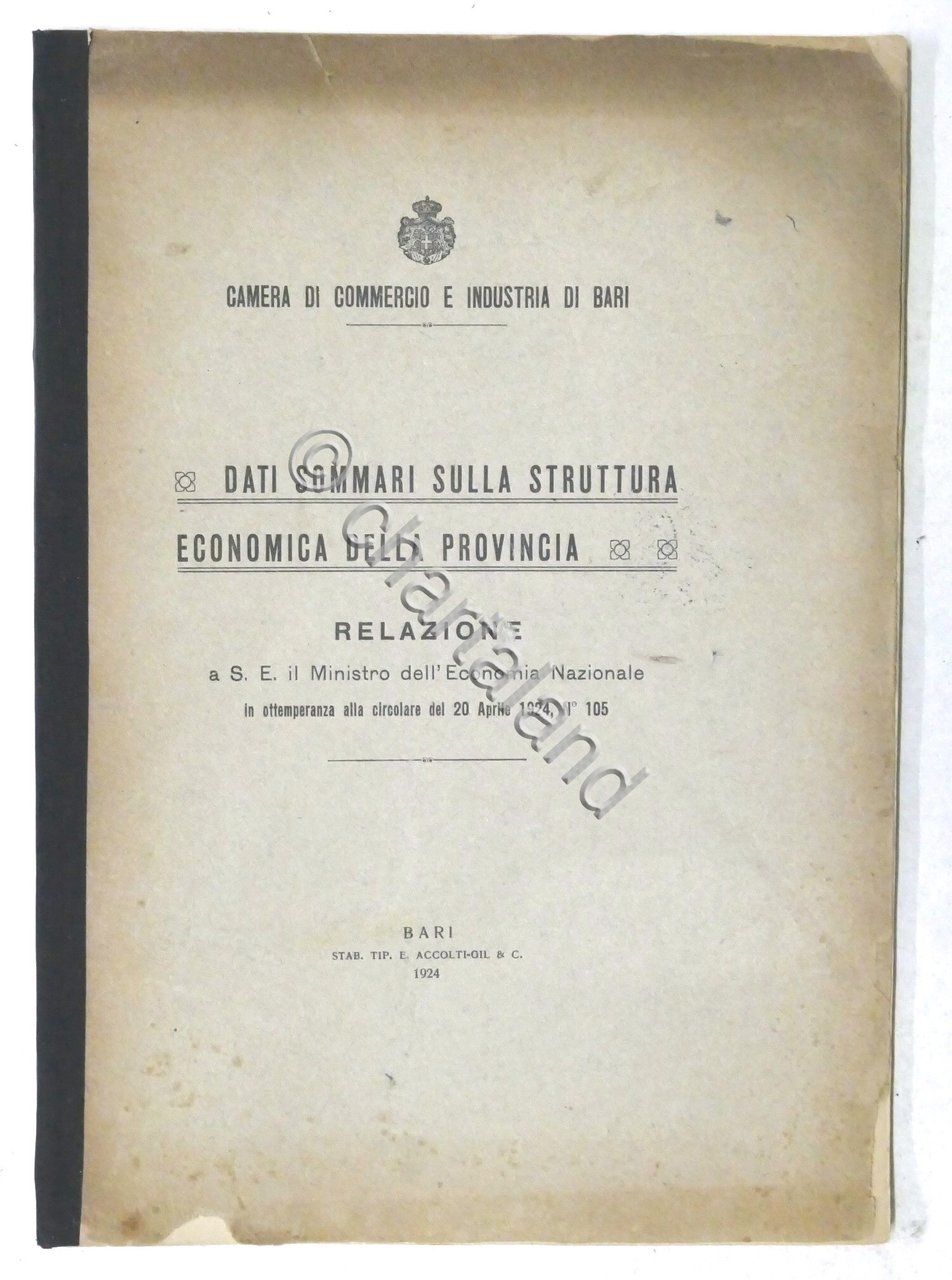 CAMERA DI COMMERCIO E INDUSTRIA DI BARI
DATI SOMMARI SULLA STRUTTURA
ECONOMICA DELLA PROVINCIA
RELAZIONE
a S. E. il Ministro dell'Economia Nazionale
in ottemperanza alla circolare del 20 Aprile 1924, N° 105
BARI
STAB. TIP. E. ACCOLTI-GIL & C.
1924
© chartaland